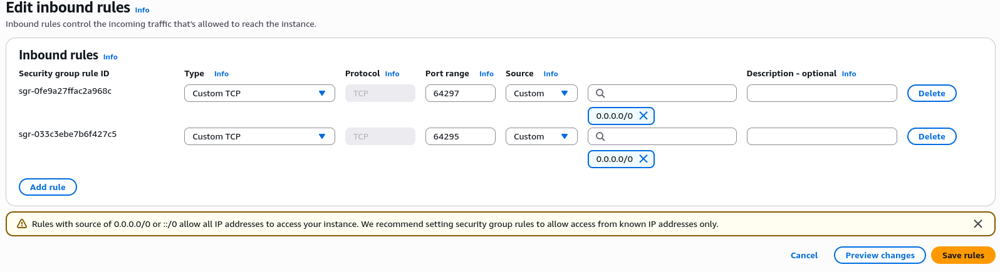 Edit inbound rules Info
Inbound rules control the incoming traffic that's allowed to reach the instance.
Inbound rules Info
Security group rule ID Type Info Protocol Info Port range Info Source Info Description - optional Info
sgr-0fe9a27ffac2a968c Custom TCP TCP 64297 Custom Delete
0.0.0.0/0
sgr-033c3ebe7b6f427c5 Custom TCP TCP 64295 Custom Delete
0.0.0.0/0
Add rule
Rules with source of 0.0.0.0/0 or ::/0 allow all IP addresses to access your instance. We recommend setting security group rules to allow access from known IP addresses only.
Cancel Preview changes Save rules